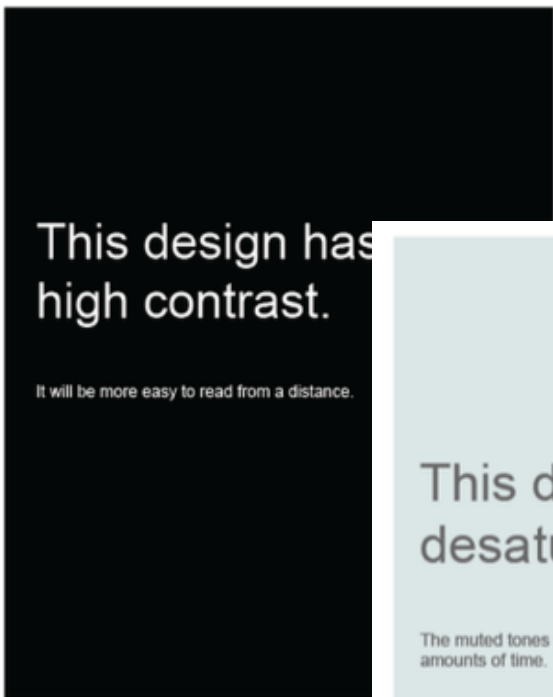 This design has
high contrast.
It will be more easy to read from a distance.
This d
desatu
The muted tones
amounts of time.